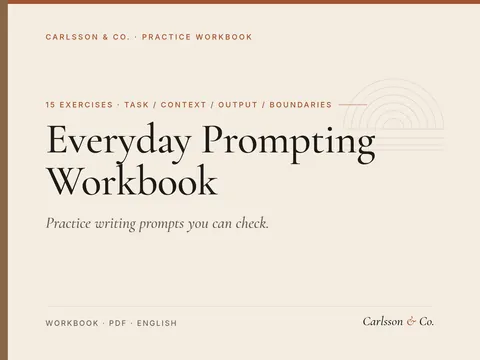 CARLSSON & CO. · PRACTICE WORKBOOK
15 EXERCISES · TASK / CONTEXT / OUTPUT / BOUNDARIES
Everyday Prompting
Workbook
Practice writing prompts you can check.
WORKBOOK · PDF · ENGLISH
Carlsson & Co.